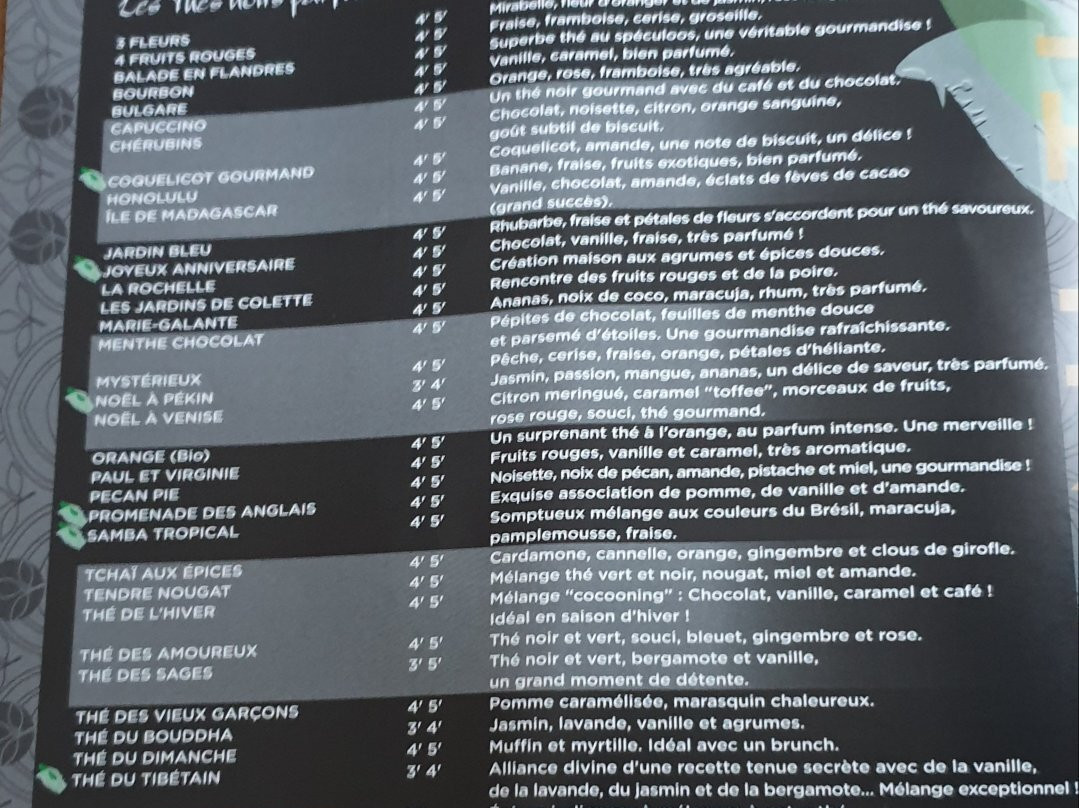 Les Thés noirs
3 FLEURS 4' 5' Mirabelle, fleur d'oranger et de jasmin,
4 FRUITS ROUGES 4' 5' Fraise, framboise, cerise, groseille.
BALADE EN FLANDRES 4' 5' Superbe thé au spéculoos, une véritable gourmandise !
BOURBON 4' 5' Vanille, caramel, bien parfumé.
BULGARE 4' 5' Orange, rose, framboise, très agréable.
CAPUCCINO 4' 5' Un thé noir gourmand avec du café et du chocolat.
CHÉRUBINS 4' 5' Chocolat, noisette, citron, orange sanguine,
goût subtil de biscuit.
COQUELICOT GOURMAND 4' 5' Coquelicot, amande, une note de biscuit, un délice !
HONOLULU 4' 5' Banane, fraise, fruits exotiques, bien parfumé.
ÎLE DE MADAGASCAR 4' 5' Vanille, chocolat, amande, éclats de fèves de cacao
(grand succès).
JARDIN BLEU 4' 5' Rhubarbe, fraise et pétales de fleurs s'accordent pour un thé savoureux.
JOYEUX ANNIVERSAIRE 4' 5' Chocolat, vanille, fraise, très parfumé !
LA ROCHELLE 4' 5' Création maison aux agrumes et épices douces.
LES JARDINS DE COLETTE 4' 5' Rencontre des fruits rouges et de la poire.
MARIE-GALANTE 4' 5' Ananas, noix de coco, maracuja, rhum, très parfumé.
MENTHE CHOCOLAT 4' 5' Pépites de chocolat, feuilles de menthe douce
et parsemé d'étoiles. Une gourmandise rafraîchissante.
MYSTÉRIEUX 4' 5' Pêche, cerise, fraise, orange, pétales d'héliante.
NOËL À PÉKIN 3' 4' Jasmin, passion, mangue, ananas, un délice de saveur, très parfumé.
NOËL À VENISE 4' 5' Citron meringué, caramel "toffee", morceaux de fruits,
rose rouge, souci, thé gourmand.
ORANGE (Bio) 4' 5' Un surprenant thé à l'orange, au parfum intense. Une merveille !
PAUL ET VIRGINIE 4' 5' Fruits rouges, vanille et caramel, très aromatique.
PECAN PIE 4' 5' Noisette, noix de pécan, amande, pistache et miel, une gourmandise !
PROMENADE DES ANGLAIS 4' 5' Exquise association de pomme, de vanille et d'amande.
SAMBA TROPICAL 4' 5' Somptueux mélange aux couleurs du Brésil, maracuja,
pamplemousse, fraise.
TCHAÏ AUX ÉPICES 4' 5' Cardamone, cannelle, orange, gingembre et clous de girofle.
TENDRE NOUGAT 4' 5' Mélange thé vert et noir, nougat, miel et amande.
THÉ DE L'HIVER 4' 5' Mélange "cocooning" : Chocolat, vanille, caramel et café !
Idéal en saison d'hiver !
THÉ DES AMOUREUX 4' 5' Thé noir et vert, souci, bleuet, gingembre et rose.
THÉ DES SAGES 3' 5' Thé noir et vert, bergamote et vanille,
un grand moment de détente.
THÉ DES VIEUX GARÇONS 4' 5' Pomme caramélisée, marasquin chaleureux.
THÉ DU BOUDDHA 3' 4' Jasmin, lavande, vanille et agrumes.
THÉ DU DIMANCHE 4' 5' Muffin et myrtille. Idéal avec un brunch.
THÉ DU TIBÉTAIN 3' 4' Alliance divine d'une recette tenue secrète avec de la vanille,
de la lavande, du jasmin et de la bergamote... Mélange exceptionnel !